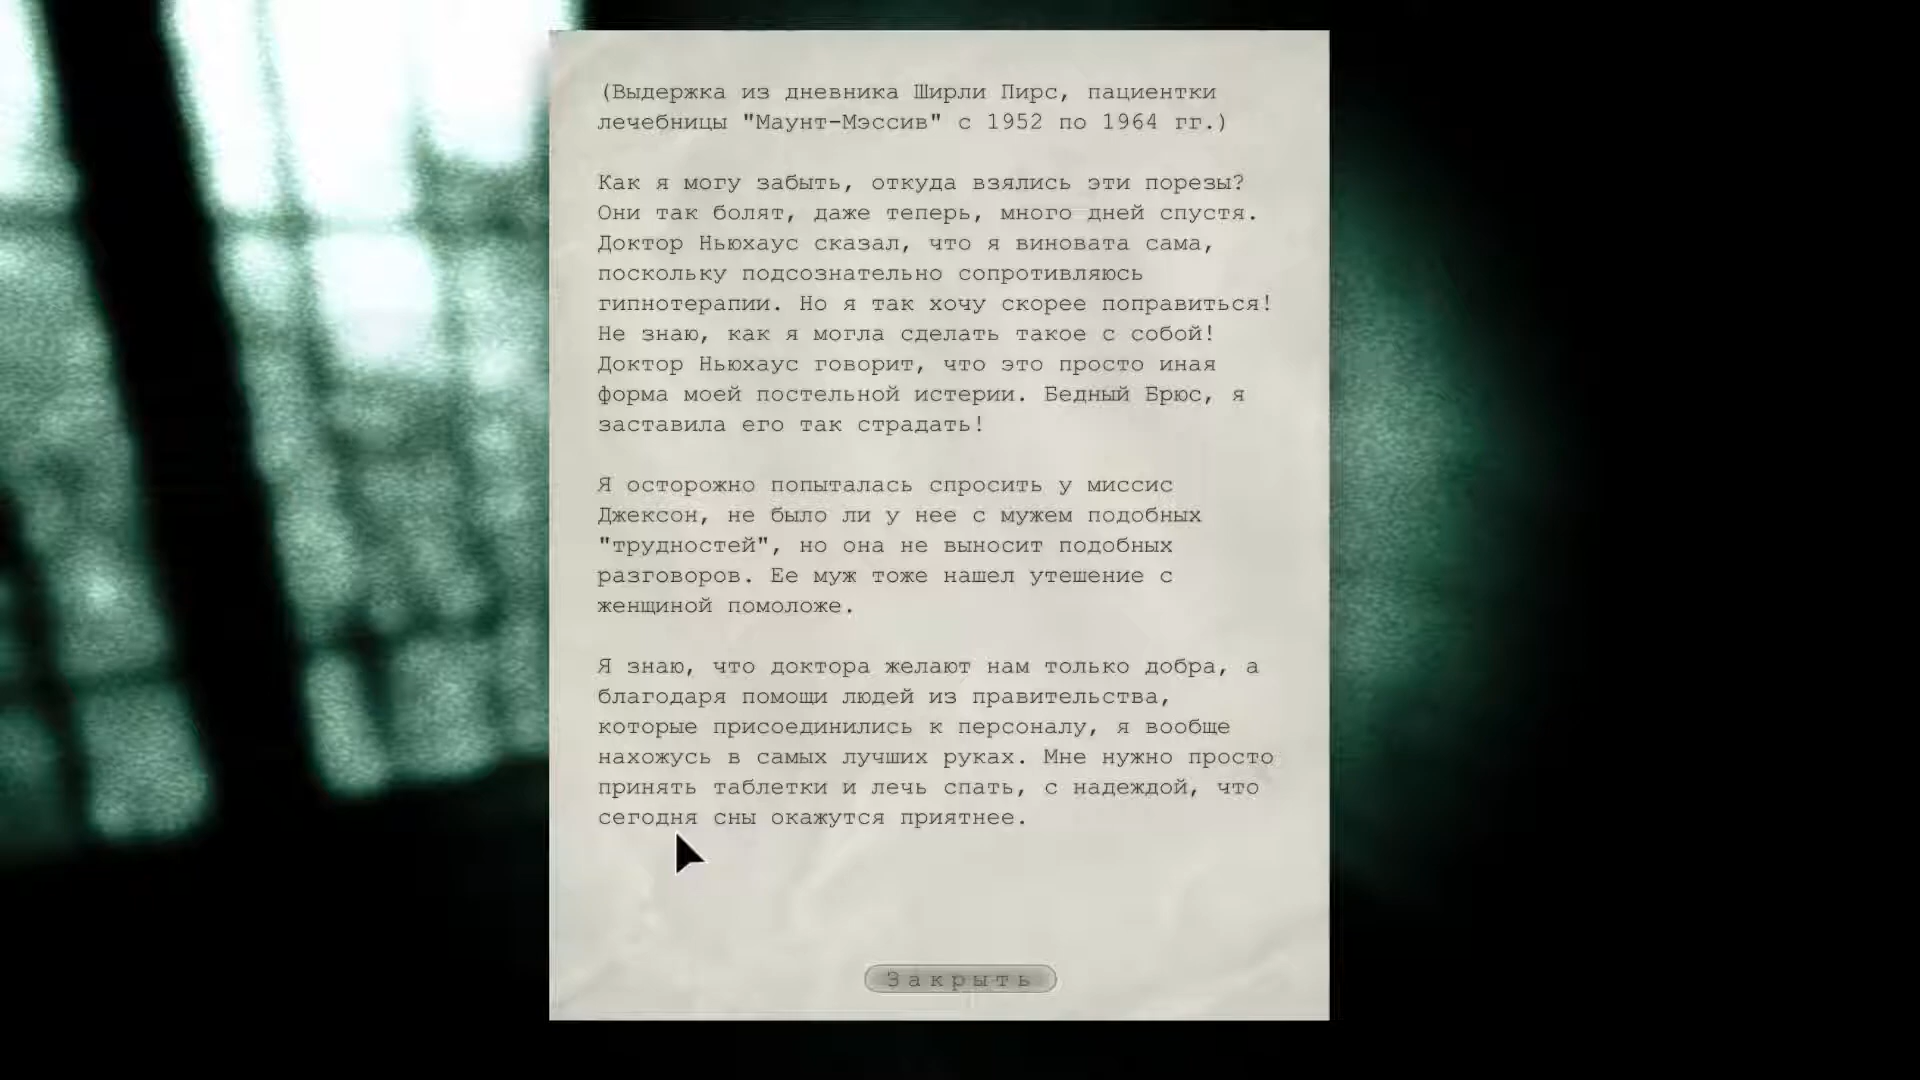 (Выдержка из дневника Ширли Пирс, пациентки
лечебницы "Маунт-Мэссив" с 1952 по 1964 гг.)
Как я могу забыть, откуда взялись эти порезы?
Они так болят, даже теперь, много дней спустя.
Доктор Ньюхаус сказал, что я виновата сама,
поскольку подсознательно сопротивляюсь
гипнотерапии. Но я так хочу скорее поправиться!
Не знаю, как я могла сделать такое с собой!
Доктор Ньюхаус говорит, что это просто иная
форма моей постельной истерии. Бедный Брюс, я
заставила его так страдать!
Я осторожно попыталась спросить у миссис
Джексон, не было ли у нее с мужем подобных
"трудностей", но она не выносит подобных
разговоров. Ее муж тоже нашел утешение с
женщиной помоложе.
Я знаю, что доктора желают нам только добра, а
благодаря помощи людей из правительства,
которые присоединились к персоналу, я вообще
нахожусь в самых лучших руках. Мне нужно просто
принять таблетки и лечь спать, с надеждой, что
сегодня сны окажутся приятнее.
Закрыть